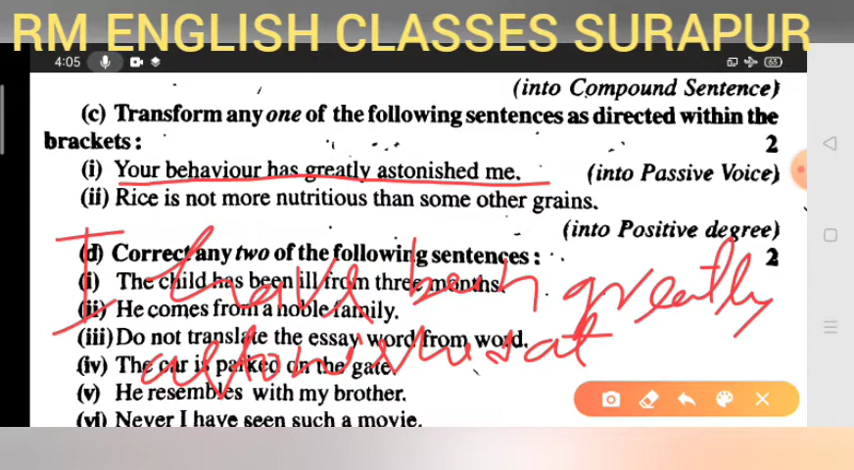 RM ENGLISH CLASSES SURAPUR
4:05
63
(into Compound Sentence)
(c) Transform any one of the following sentences as directed within the
brackets : 2
(i) Your behaviour has greatly astonished me. (into Passive Voice)
(ii) Rice is not more nutritious than some other grains.
(into Positive degree)
(d) Correct any two of the following sentences : 2
(i) The child has been ill from three months.
(ii) He comes from a noble family.
(iii) Do not translate the essay word from word.
(iv) The car is parked on the gate.
(v) He resembles with my brother.
(vi) Never I have seen such a movie.
I have been greatly
astonished at